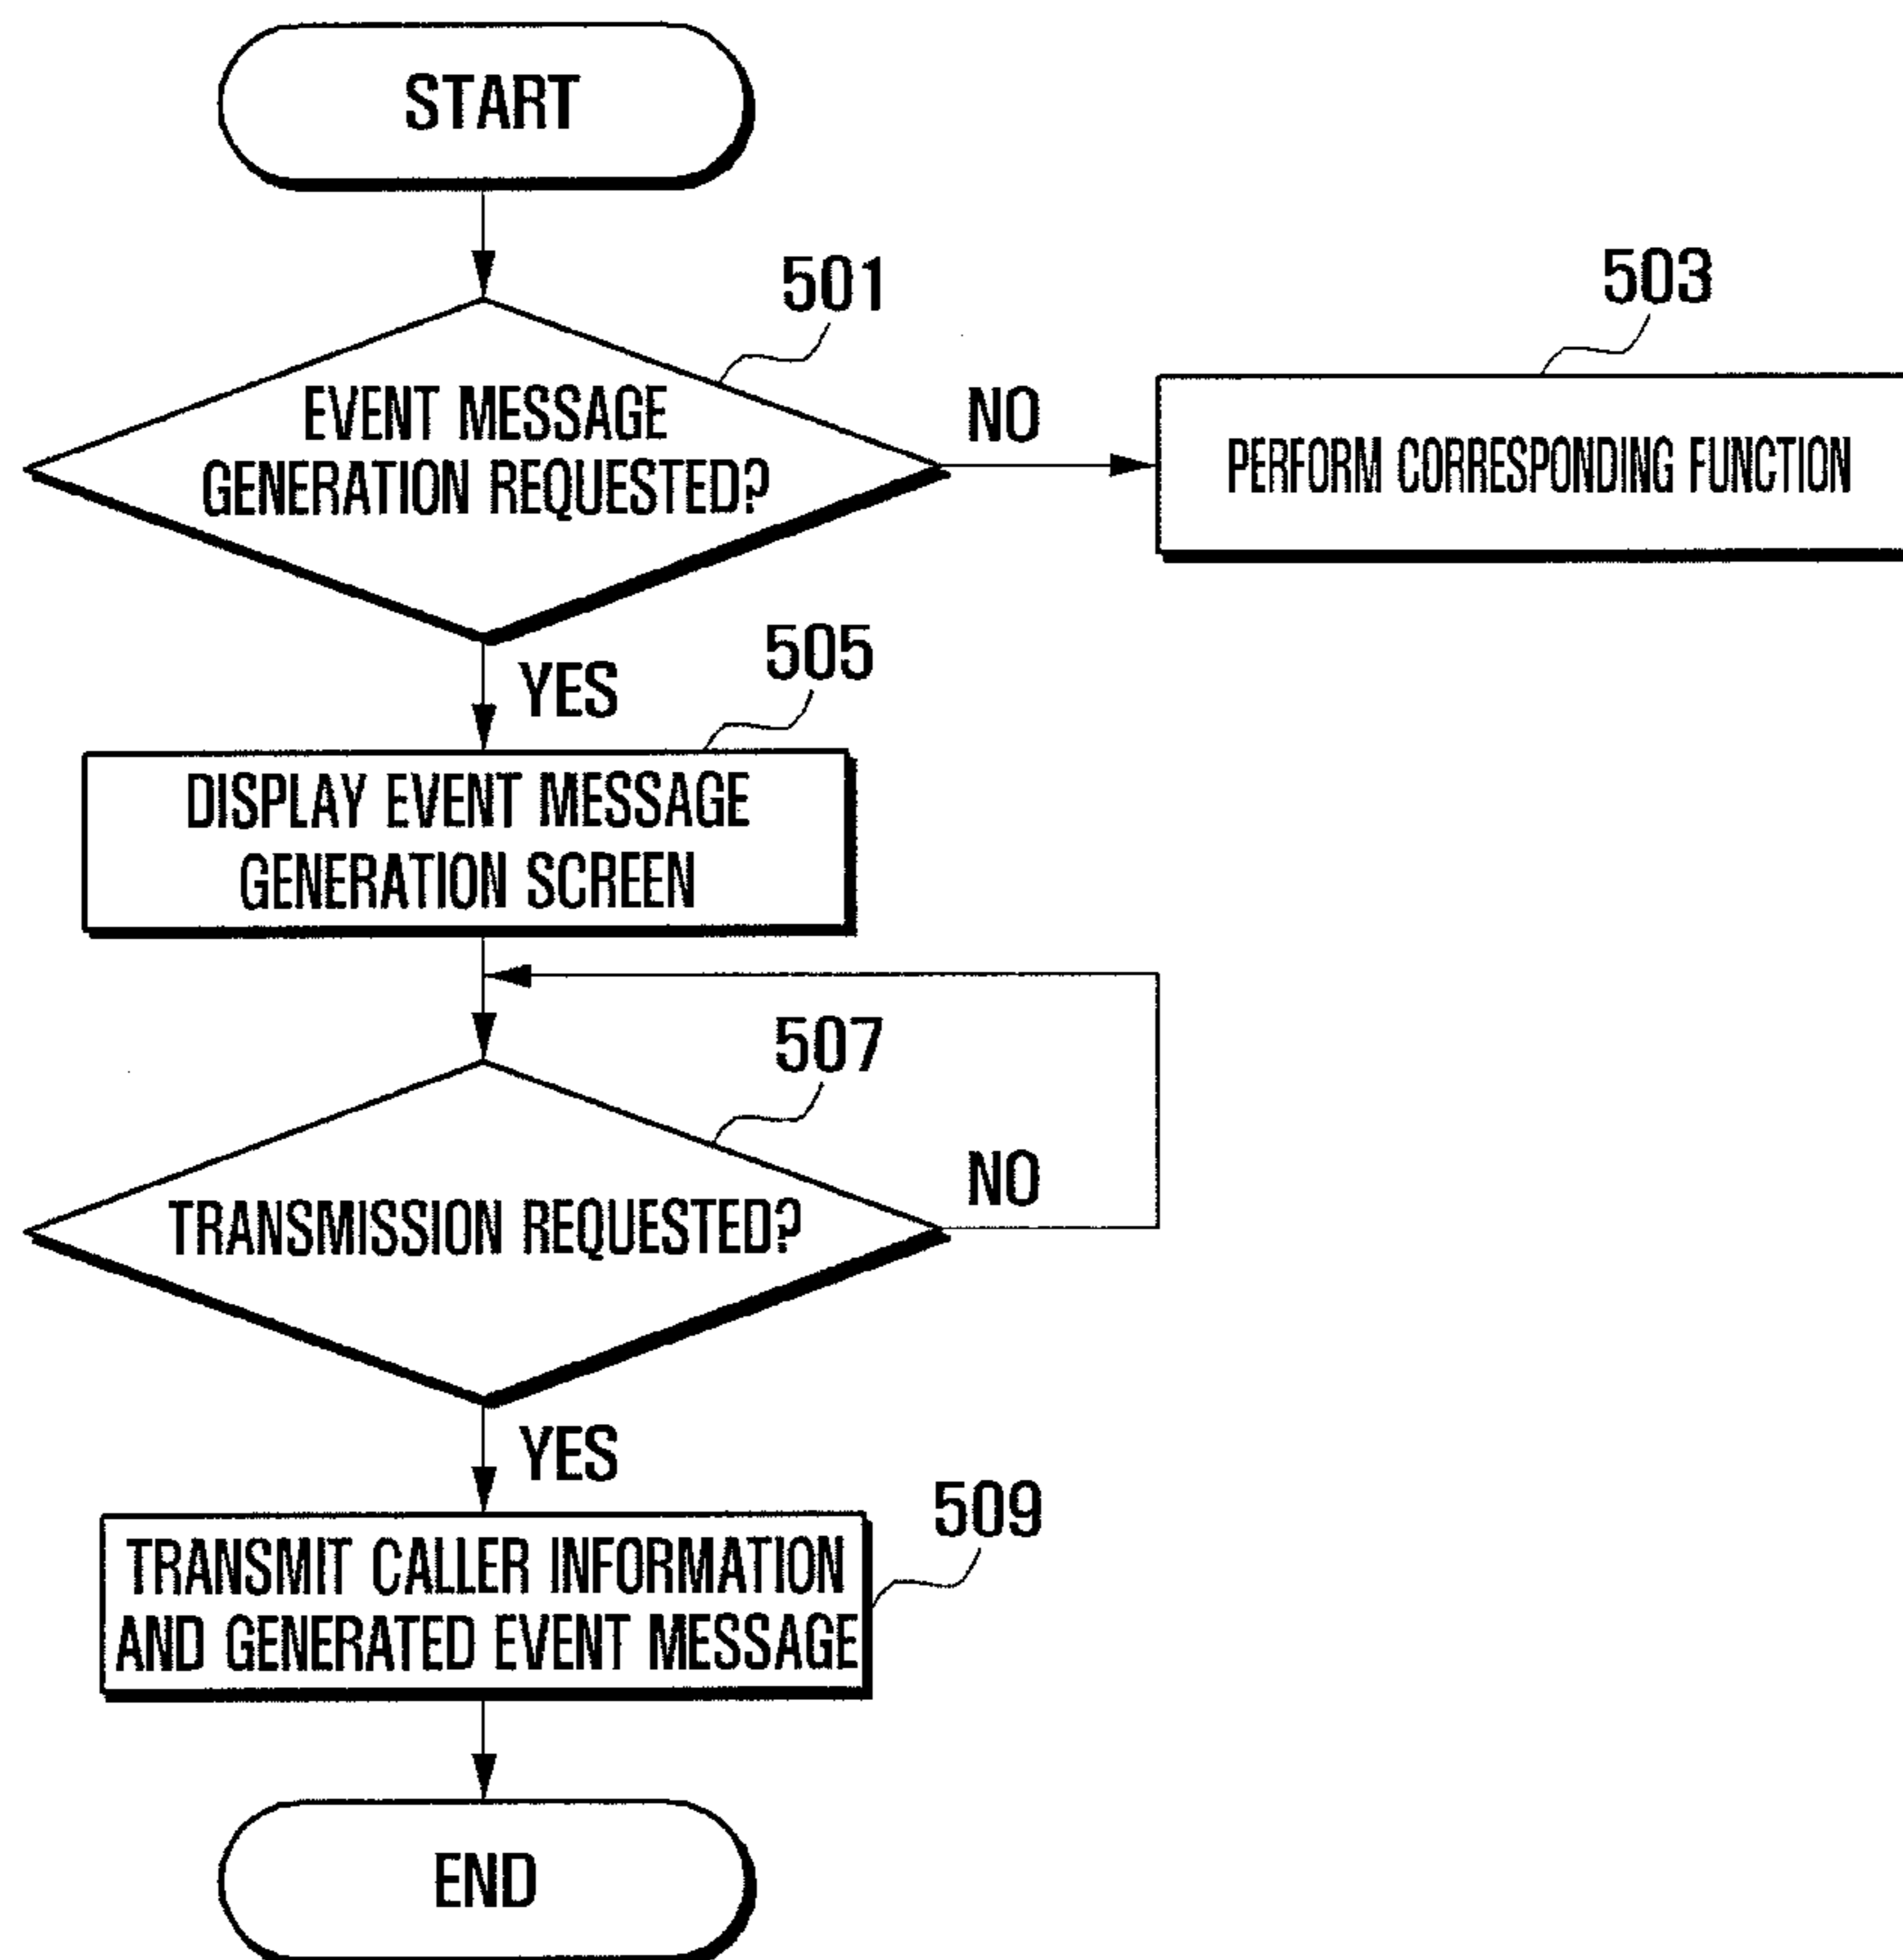 START
501
503
EVENT MESSAGE
GENERATION REQUESTED?
NO
PERFORM CORRESPONDING FUNCTION
YES
505
DISPLAY EVENT MESSAGE
GENERATION SCREEN
507
NO
TRANSMISSION REQUESTED?
YES
509
TRANSMIT CALLER INFORMATION
AND GENERATED EVENT MESSAGE
END